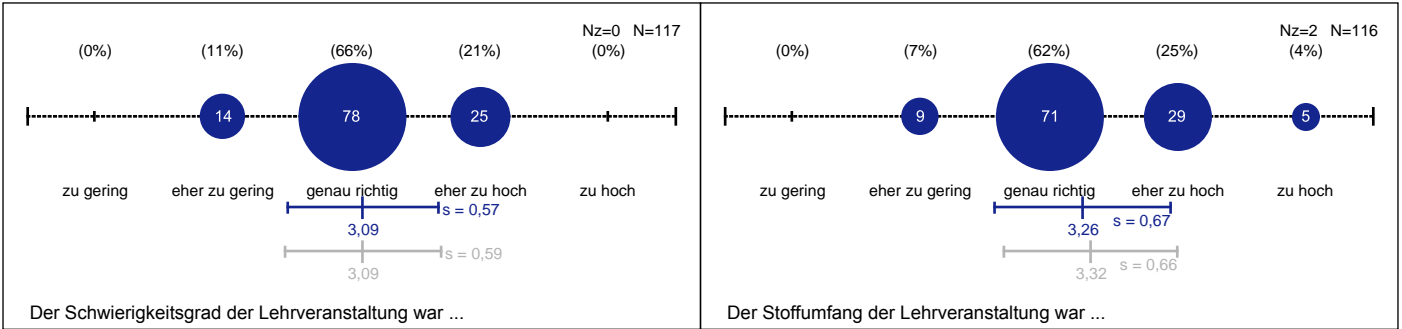 Nz=0 N=117
(0%) (11%) (66%) (21%) (0%)
14 78 25
zu gering eher zu gering genau richtig eher zu hoch zu hoch
s = 0,57
3,09
s = 0,59
3,09
Der Schwierigkeitsgrad der Lehrveranstaltung war ...
Nz=2 N=116
(0%) (7%) (62%) (25%) (4%)
9 71 29 5
zu gering eher zu gering genau richtig eher zu hoch zu hoch
s = 0,67
3,26
s = 0,66
3,32
Der Stoffumfang der Lehrveranstaltung war ...